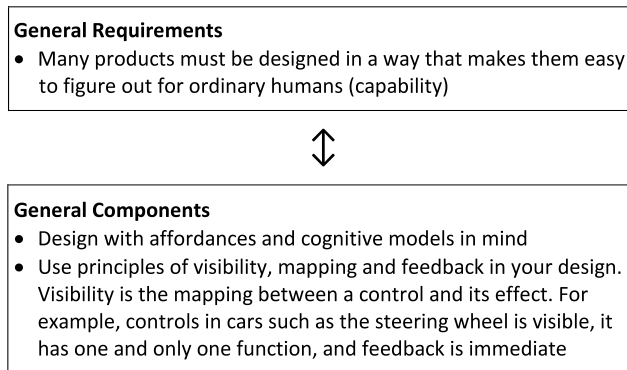 General Requirements
• Many products must be designed in a way that makes them easy
to figure out for ordinary humans (capability)
General Components
• Design with affordances and cognitive models in mind
• Use principles of visibility, mapping and feedback in your design.
Visibility is the mapping between a control and its effect. For
example, controls in cars such as the steering wheel is visible, it
has one and only one function, and feedback is immediate